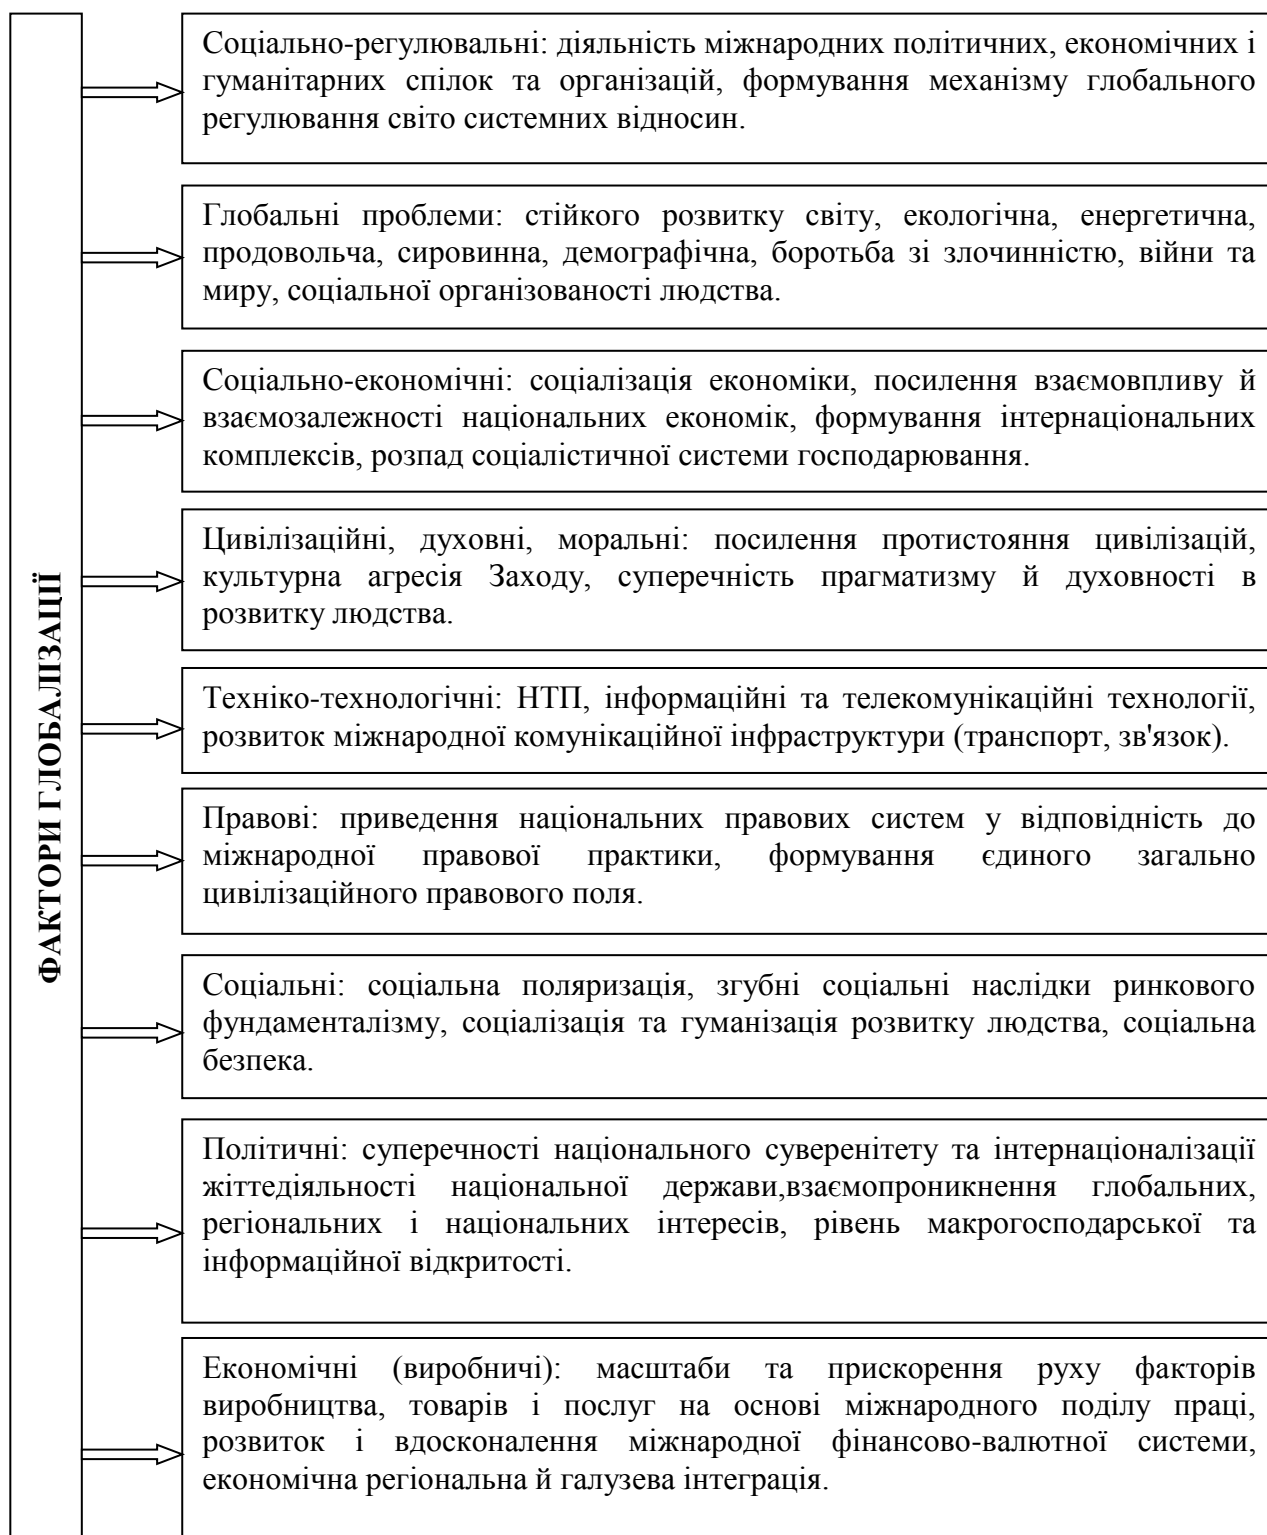 ФАКТОРИ ГЛОБАЛІЗАЦІЇ
Соціально-регулювальні: діяльність міжнародних політичних, економічних і
гуманітарних спілок та організацій, формування механізму глобального
регулювання світо системних відносин.
Глобальні проблеми: стійкого розвитку світу, екологічна, енергетична,
продовольча, сировинна, демографічна, боротьба зі злочинністю, війни та
миру, соціальної організованості людства.
Соціально-економічні: соціалізація економіки, посилення взаємовпливу й
взаємозалежності національних економік, формування інтернаціональних
комплексів, розпад соціалістичної системи господарювання.
Цивілізаційні, духовні, моральні: посилення протистояння цивілізацій,
культурна агресія Заходу, суперечність прагматизму й духовності в
розвитку людства.
Техніко-технологічні: НТП, інформаційні та телекомунікаційні технології,
розвиток міжнародної комунікаційної інфраструктури (транспорт, зв'язок).
Правові: приведення національних правових систем у відповідність до
міжнародної правової практики, формування єдиного загально
цивілізаційного правового поля.
Соціальні: соціальна поляризація, згубні соціальні наслідки ринкового
фундаменталізму, соціалізація та гуманізація розвитку людства, соціальна
безпека.
Політичні: суперечності національного суверенітету та інтернаціоналізації
жіттедіяльності національної держави,взаємопроникнення глобальних,
регіональних і національних інтересів, рівень макрогосподарської та
інформаційної відкритості.
Економічні (виробничі): масштаби та прискорення руху факторів
виробництва, товарів і послуг на основі міжнародного поділу праці,
розвиток і вдосконалення міжнародної фінансово-валютної системи,
економічна регіональна й галузева інтеграція.